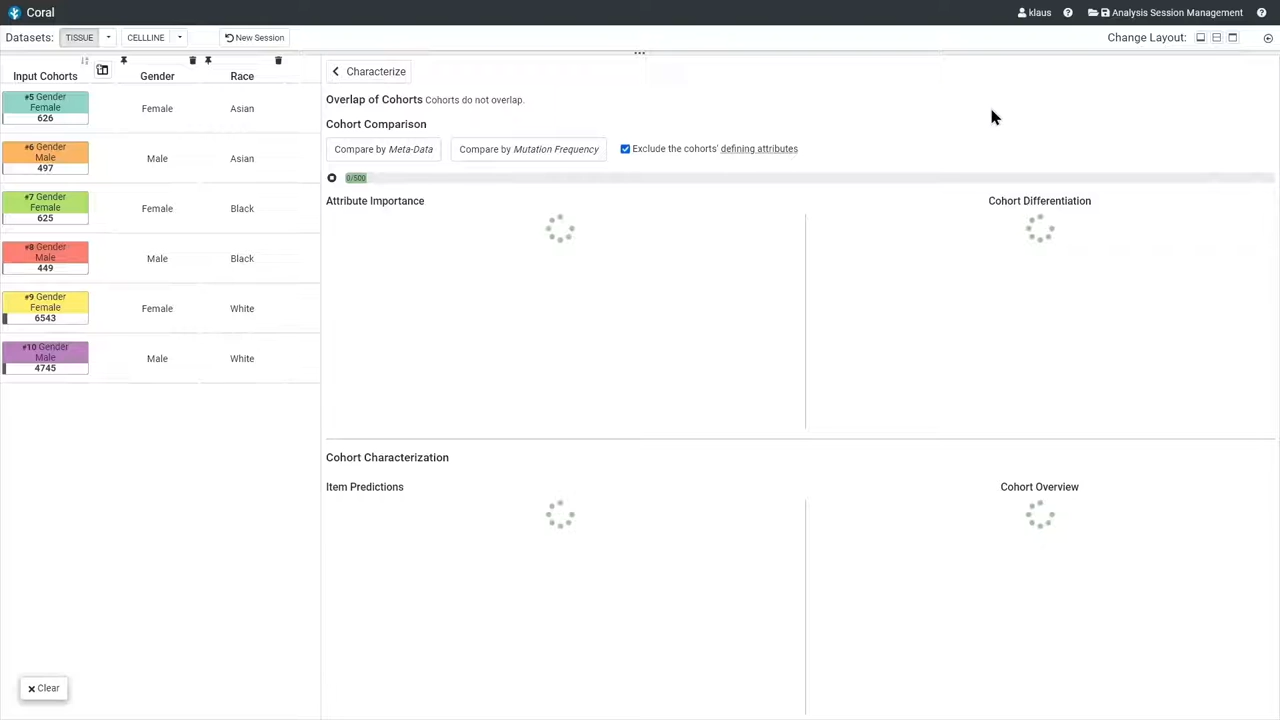 Coral
klaus
Analysis Session Management
Datasets: TISSUE CELLLINE New Session
Change Layout:
Input Cohorts Gender Race
#5 Gender
Female
626
Female Asian
#6 Gender
Male
497
Male Asian
#7 Gender
Female
625
Female Black
#8 Gender
Male
449
Male Black
#9 Gender
Female
6543
Female White
#10 Gender
Male
4745
Male White
Clear
Characterize
Overlap of Cohorts Cohorts do not overlap.
Cohort Comparison
Compare by Meta-Data Compare by Mutation Frequency Exclude the cohorts' defining attributes
0/500
Attribute Importance Cohort Differentiation
Cohort Characterization
Item Predictions Cohort Overview